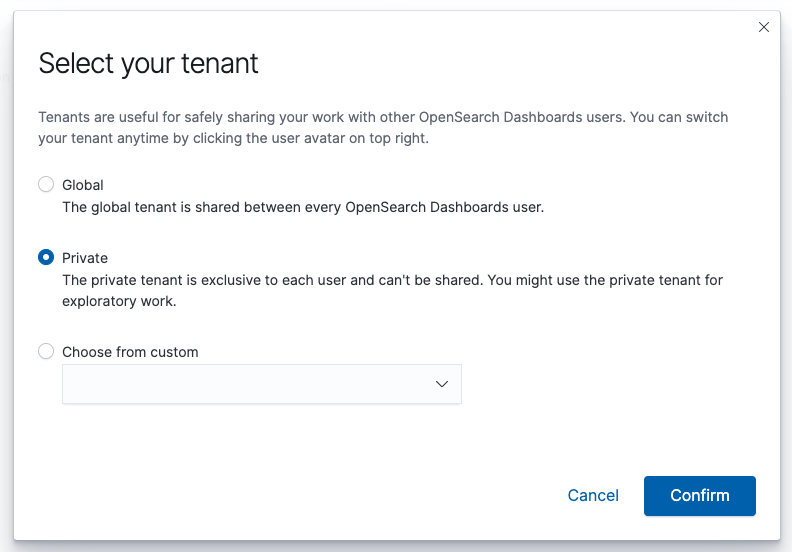 Select your tenant
Tenants are useful for safely sharing your work with other OpenSearch Dashboards users. You can switch
your tenant anytime by clicking the user avatar on top right.
Global
The global tenant is shared between every OpenSearch Dashboards user.
Private
The private tenant is exclusive to each user and can't be shared. You might use the private tenant for
exploratory work.
Choose from custom
Cancel
Confirm